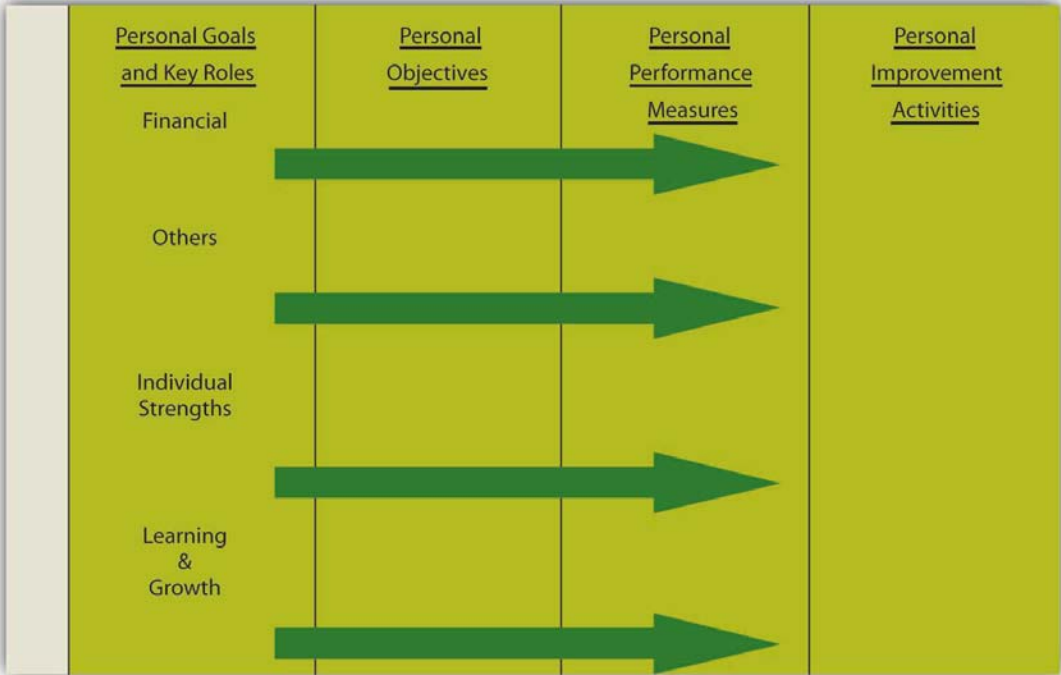 Personal Goals
and Key Roles
Personal
Objectives
Personal
Performance
Measures
Personal
Improvement
Activities
Financial
Others
Individual
Strengths
Learning
&
Growth